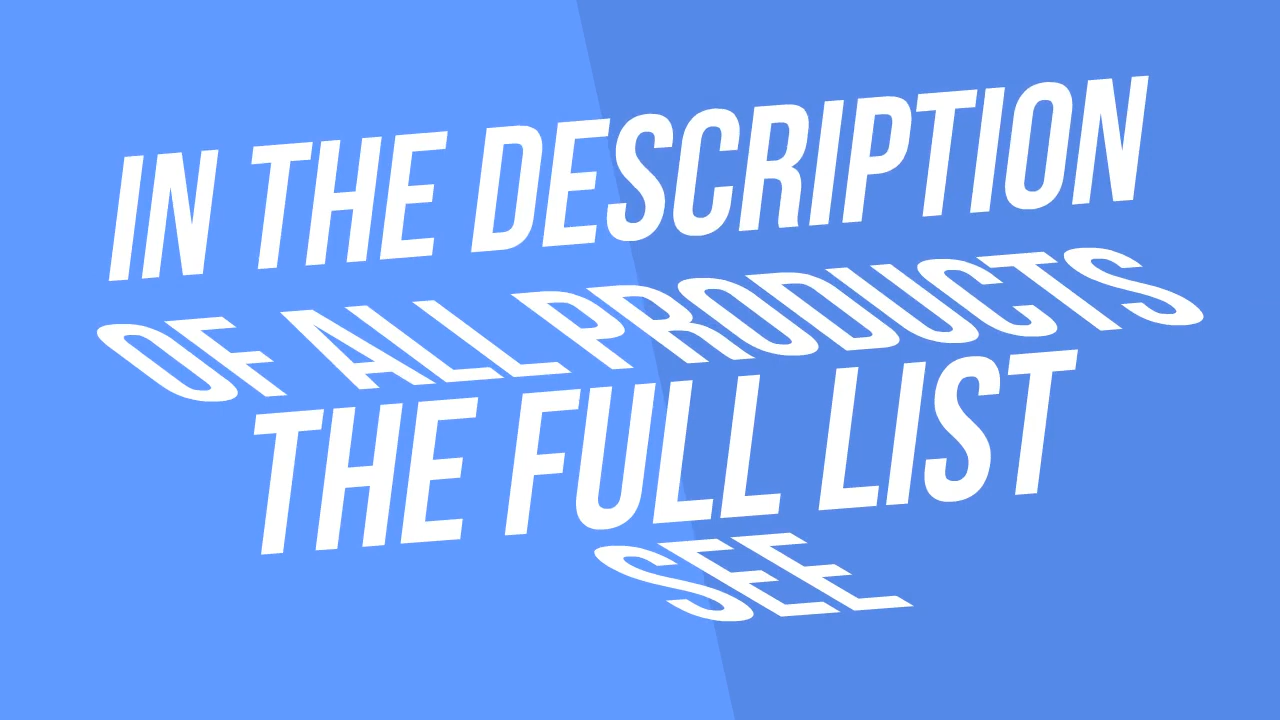 IN THE DESCRIPTION
OF ALL PRODUCTS
THE FULL LIST
SEE